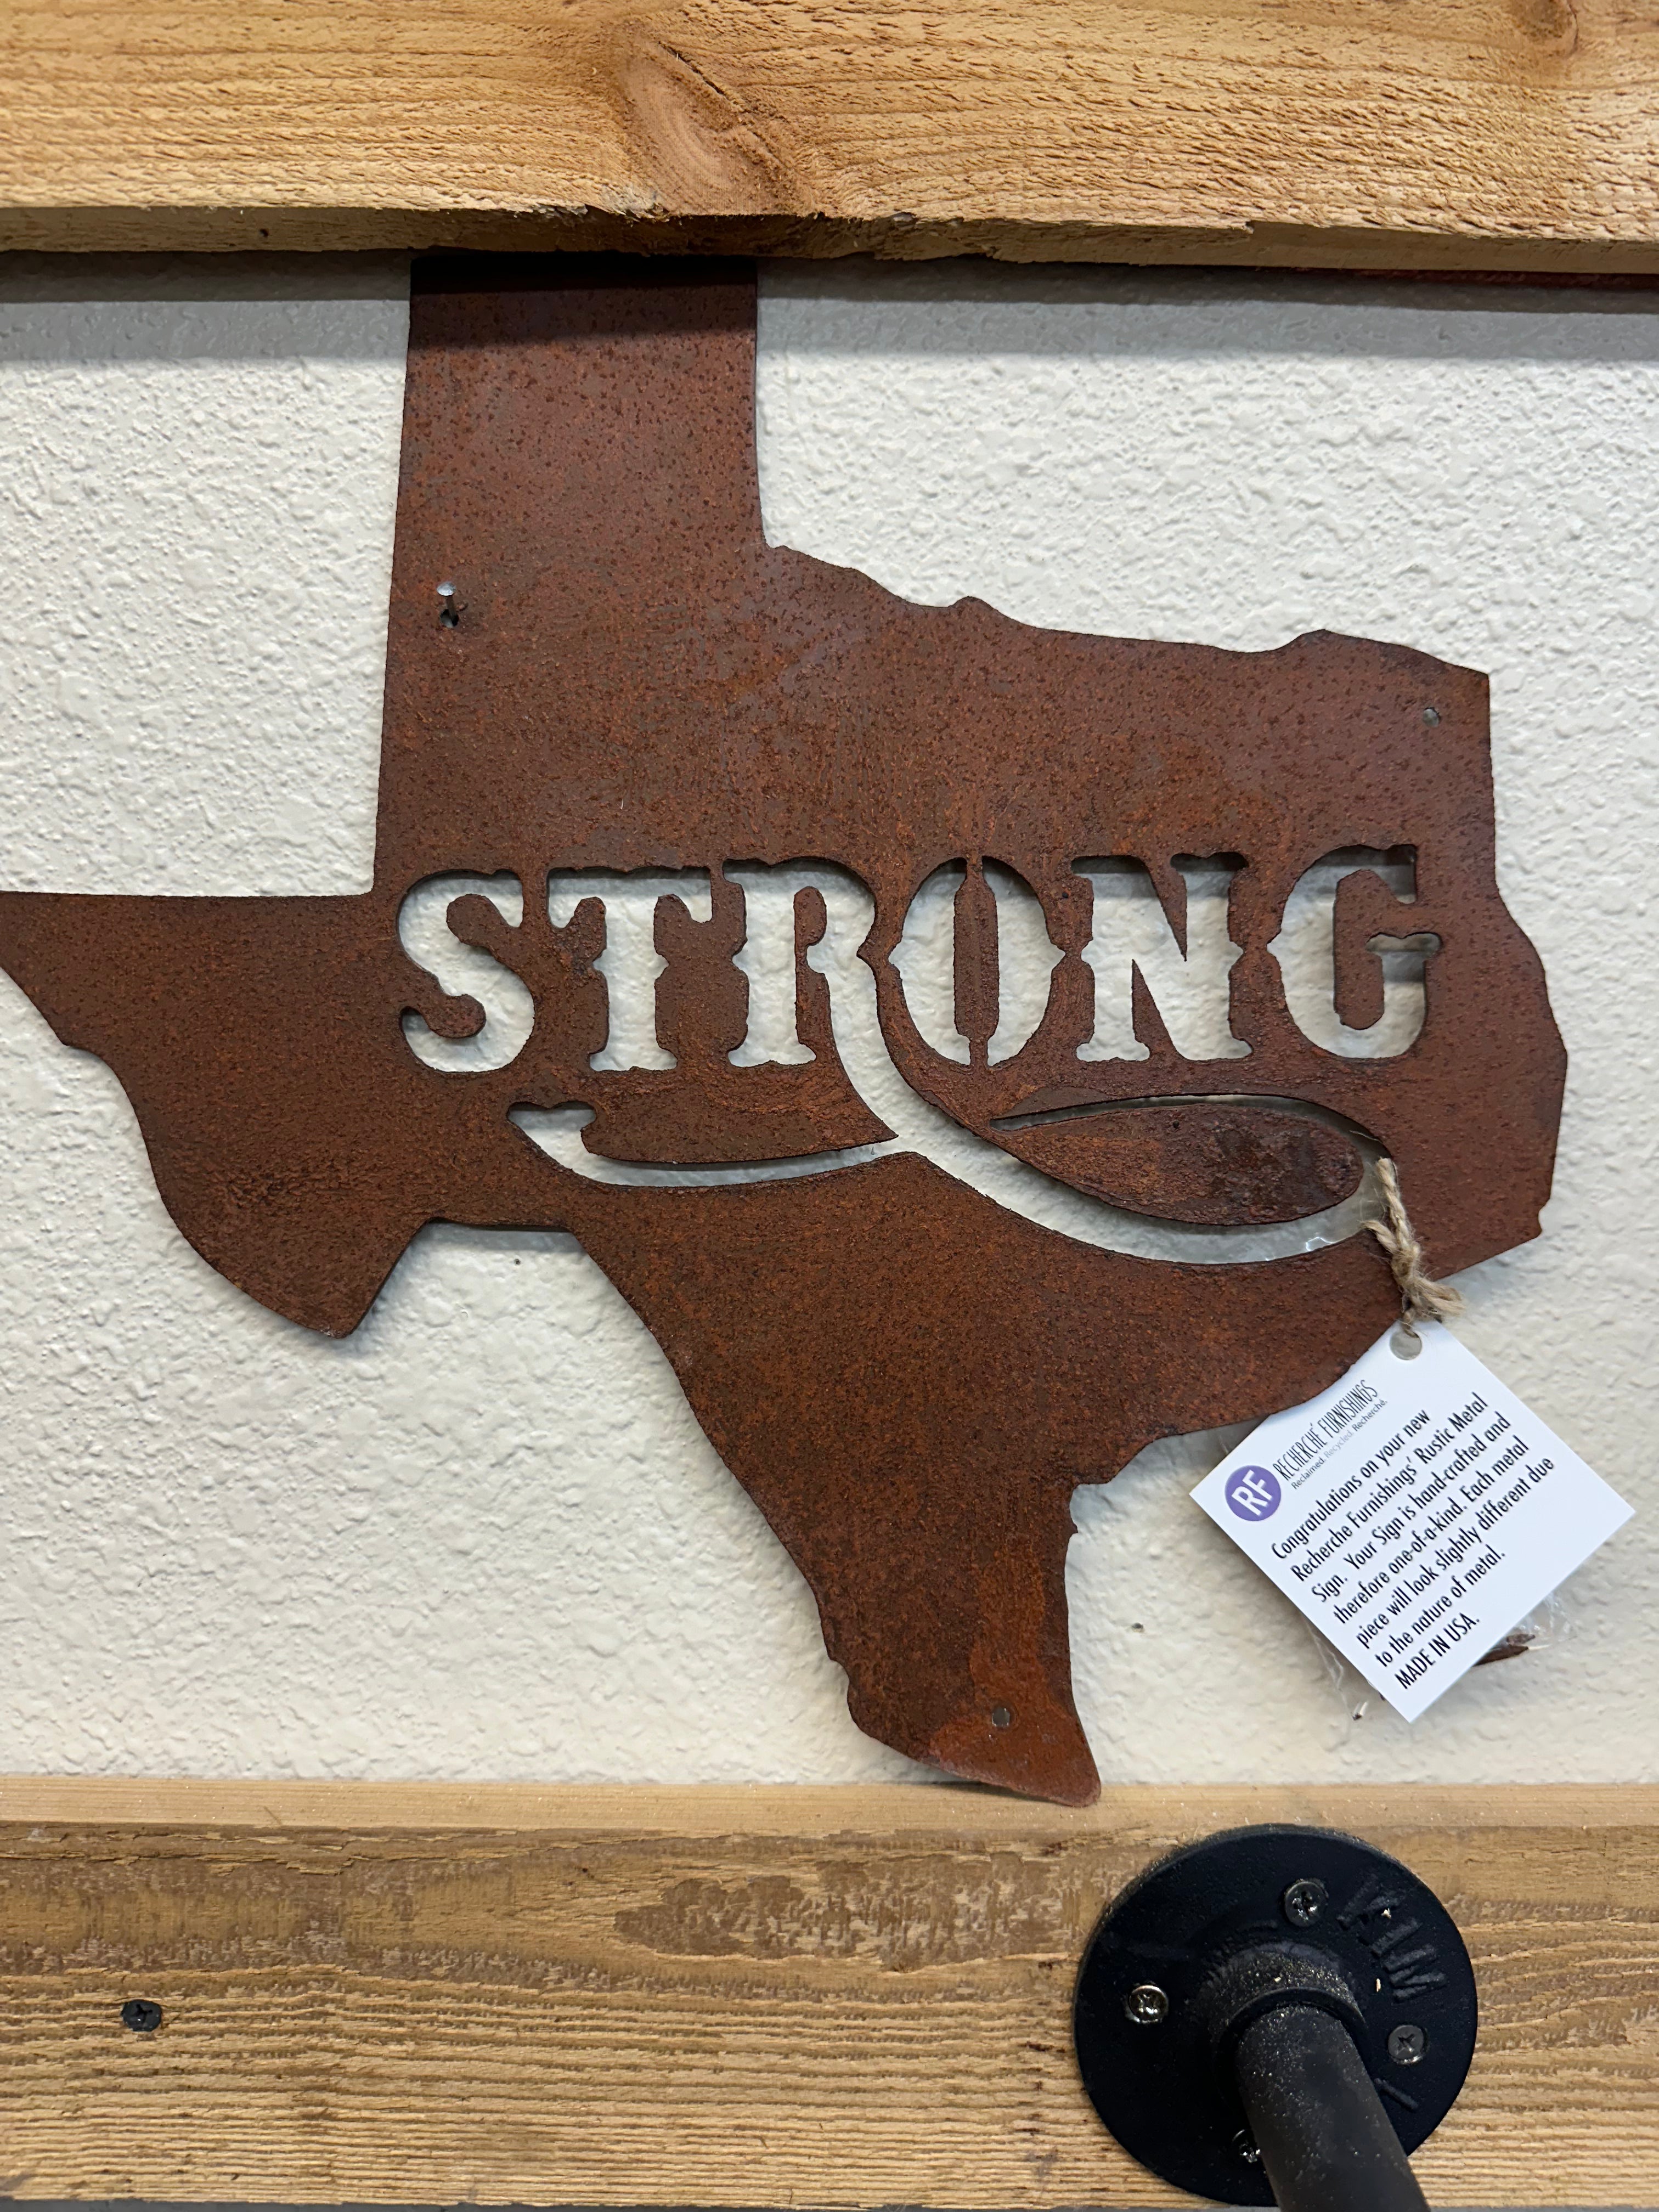 STRONG
RF
RECHERCHÉ FURNISHINGS
Reclaimed. Recycled. Recherché.
Congratulations on your new
Recherche Furnishings' Rustic Metal
Sign. Your Sign is hand-crafted and
therefore one-of-a-kind. Each metal
piece will look slightly different due
to the nature of metal.
MADE IN USA.